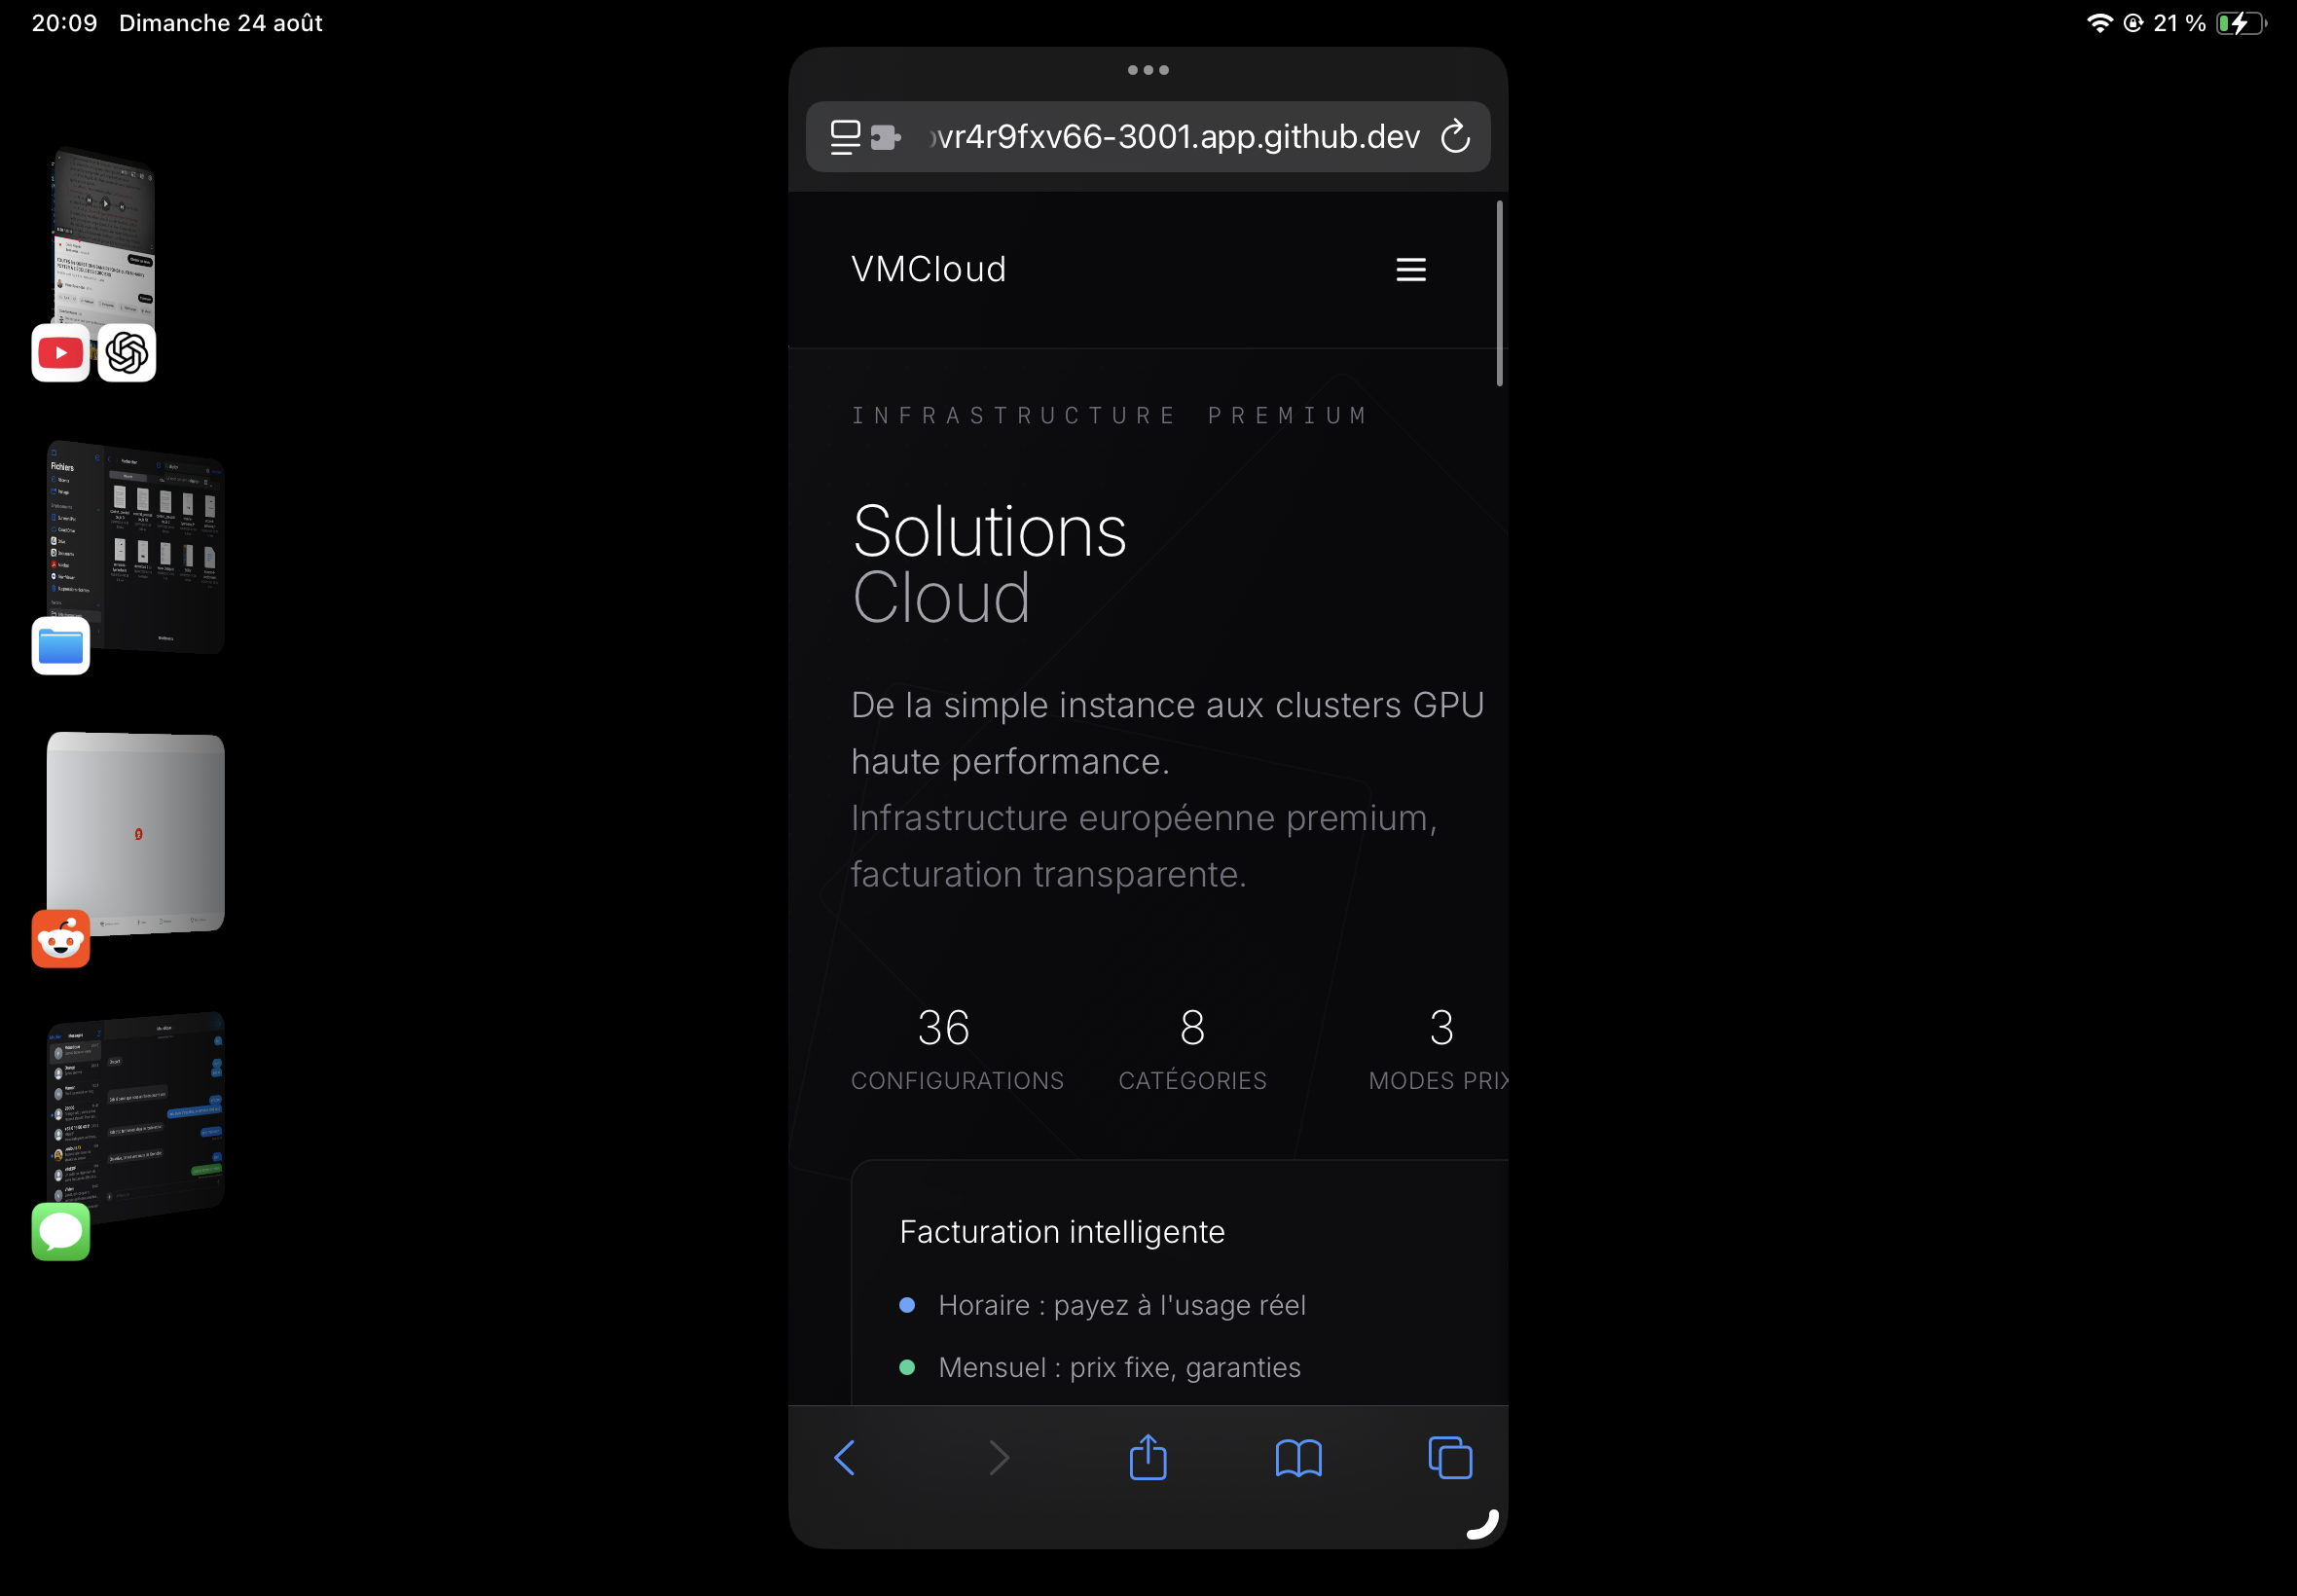 20:09 Dimanche 24 août
21 %
vr4r9fxv66-3001.app.github.dev
VMCloud
INFRASTRUCTURE PREMIUM
Solutions
Cloud
De la simple instance aux clusters GPU
haute performance.
Infrastructure européenne premium,
facturation transparente.
36
8
3
CONFIGURATIONS
CATÉGORIES
MODES PRIX
Facturation intelligente
Horaire : payez à l'usage réel
Mensuel : prix fixe, garanties
Fichiers